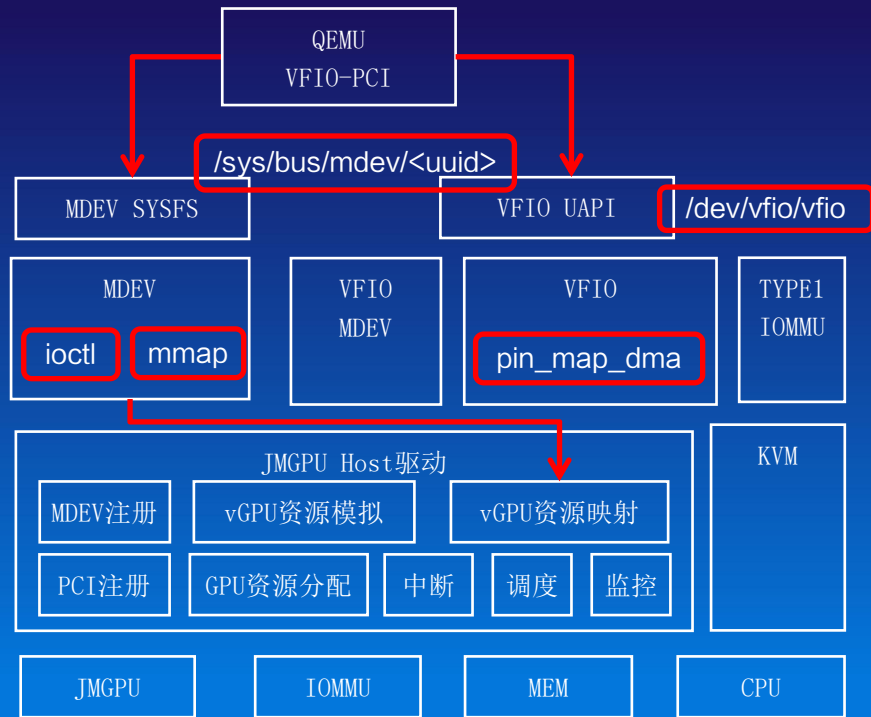 QEMU
VFIO-PCI
/sys/bus/mdev/<uuid>
MDEV SYSFS
VFIO UAPI
/dev/vfio/vfio
MDEV
ioctl
mmap
VFIO
MDEV
VFIO
pin_map_dma
TYPE1
IOMMU
JMGPU Host驱动
MDEV注册
vGPU资源模拟
vGPU资源映射
PCI注册
GPU资源分配
中断
调度
监控
KVM
JMGPU
IOMMU
MEM
CPU